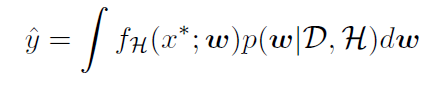 ŷ = ∫ f_ℋ(x*; 𝒘)p(𝒘|𝒟, ℋ)d𝒘